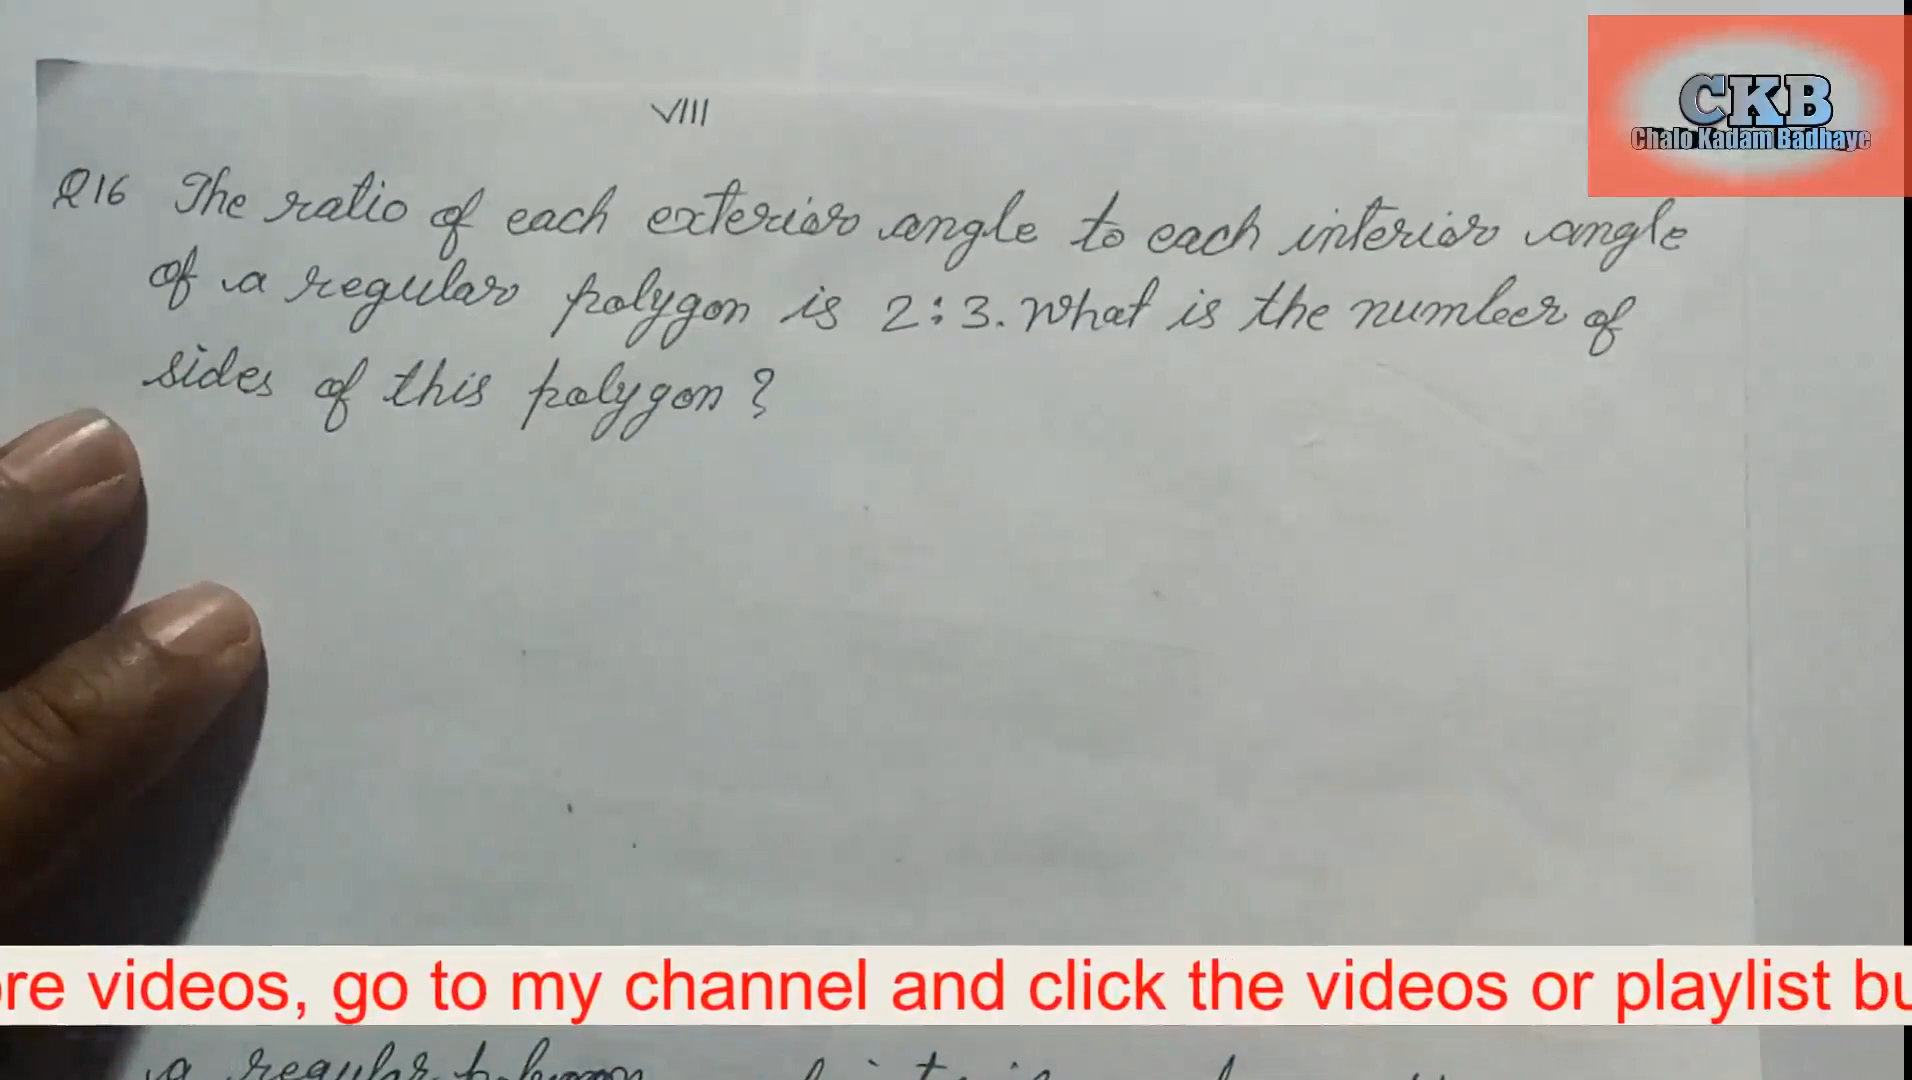 VIII
CKB
Chalo Kadam Badhaye
Q16 The ratio of each exterior angle to each interior angle
of a regular polygon is 2:3. What is the number of
sides of this polygon?
re videos, go to my channel and click the videos or playlist bu
a regular polygon